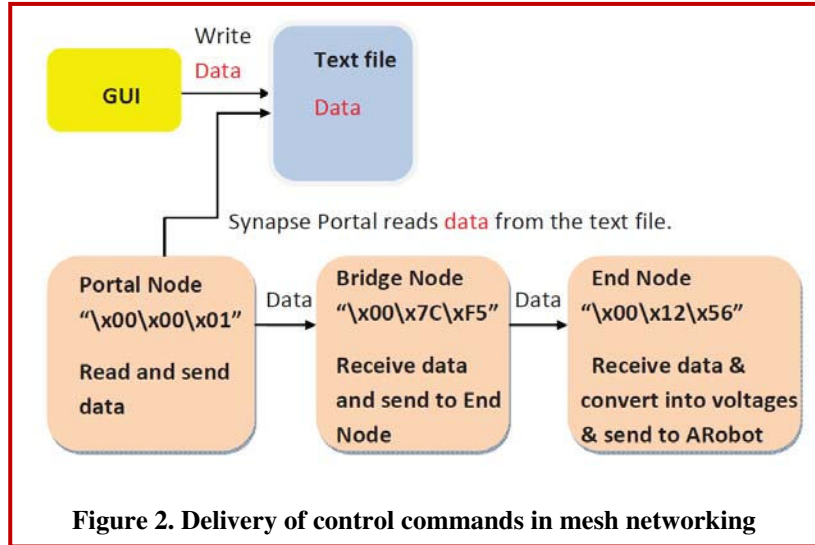 Write
Data
GUI
Text file
Data
Synapse Portal reads data from the text file.
Portal Node
“\x00\x00\x01”
Read and send
data
Data
Bridge Node
“\x00\x7C\xF5”
Receive data
and send to End
Node
Data
End Node
“\x00\x12\x56”
Receive data &
convert into voltages
& send to ARobot
Figure 2. Delivery of control commands in mesh networking